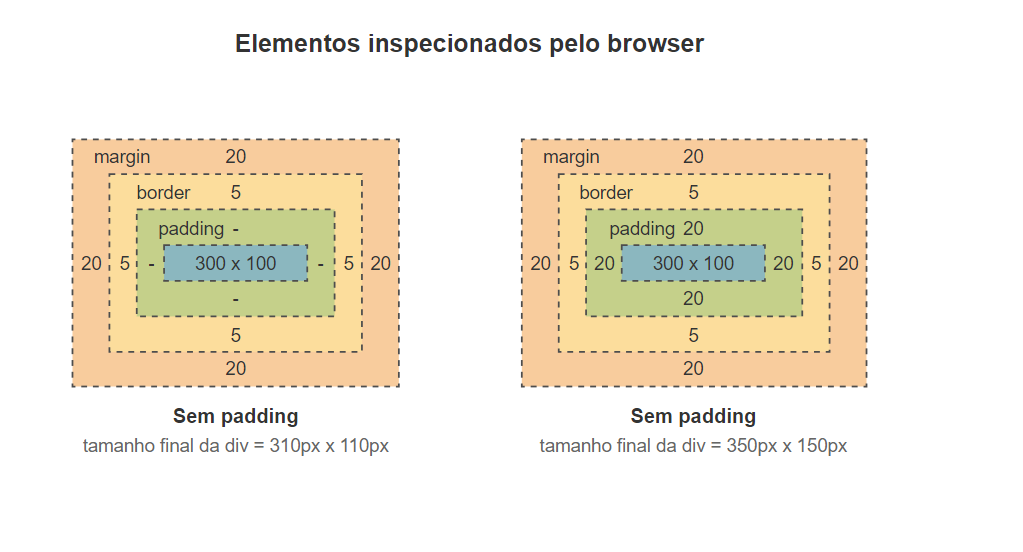 Elementos inspecionados pelo browser
margin 20
border 5
padding -
20 5 - 300 x 100 - 5 20
-
5
20
Sem padding
tamanho final da div = 310px x 110px
margin 20
border 5
padding 20
20 5 20 300 x 100 20 5 20
20
5
20
Sem padding
tamanho final da div = 350px x 150px